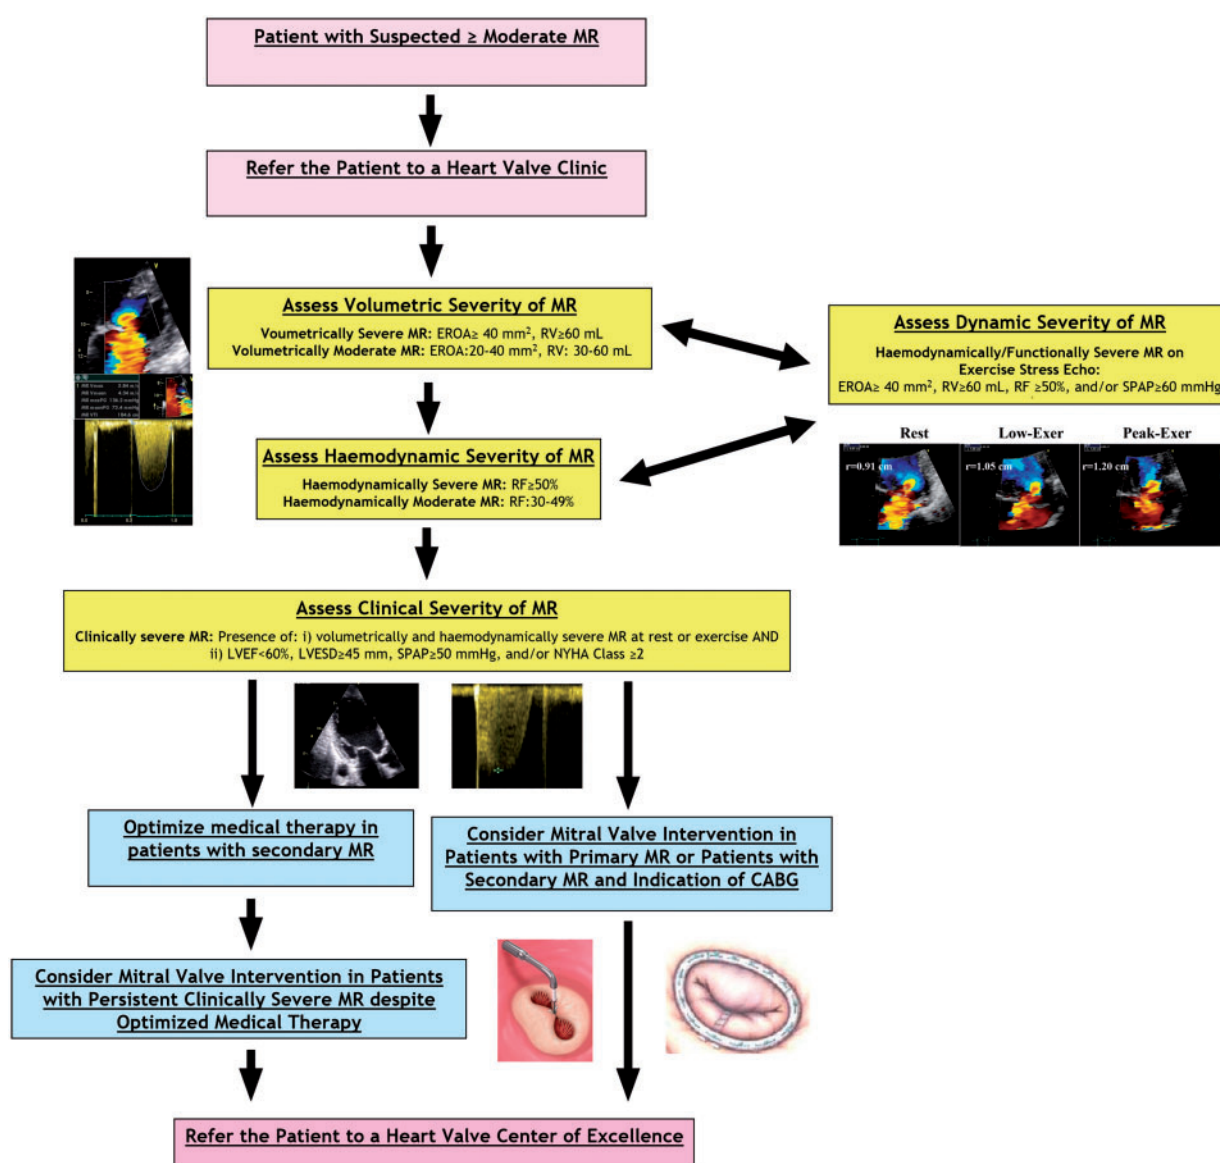 Patient with Suspected ≥ Moderate MR
Refer the Patient to a Heart Valve Clinic
Assess Volumetric Severity of MR
Voumetrically Severe MR: EROA≥ 40 mm², RV≥60 mL
Volumetrically Moderate MR: EROA:20-40 mm², RV: 30-60 mL
Assess Dynamic Severity of MR
Haemodynamically/Functionally Severe MR on
Exercise Stress Echo:
EROA≥ 40 mm², RV≥60 mL, RF ≥50%, and/or SPAP≥60 mmHg
Rest Low-Exer Peak-Exer
r=0.91 cm r=1.05 cm r=1.20 cm
Assess Haemodynamic Severity of MR
Haemodynamically Severe MR: RF≥50%
Haemodynamically Moderate MR: RF:30-49%
Assess Clinical Severity of MR
Clinically severe MR: Presence of: i) volumetrically and haemodynamically severe MR at rest or exercise AND
ii) LVEF<60%, LVESD≥45 mm, SPAP≥50 mmHg, and/or NYHA Class ≥2
Optimize medical therapy in
patients with secondary MR
Consider Mitral Valve Intervention in
Patients with Primary MR or Patients with
Secondary MR and Indication of CABG
Consider Mitral Valve Intervention in Patients
with Persistent Clinically Severe MR despite
Optimized Medical Therapy
Refer the Patient to a Heart Valve Center of Excellence